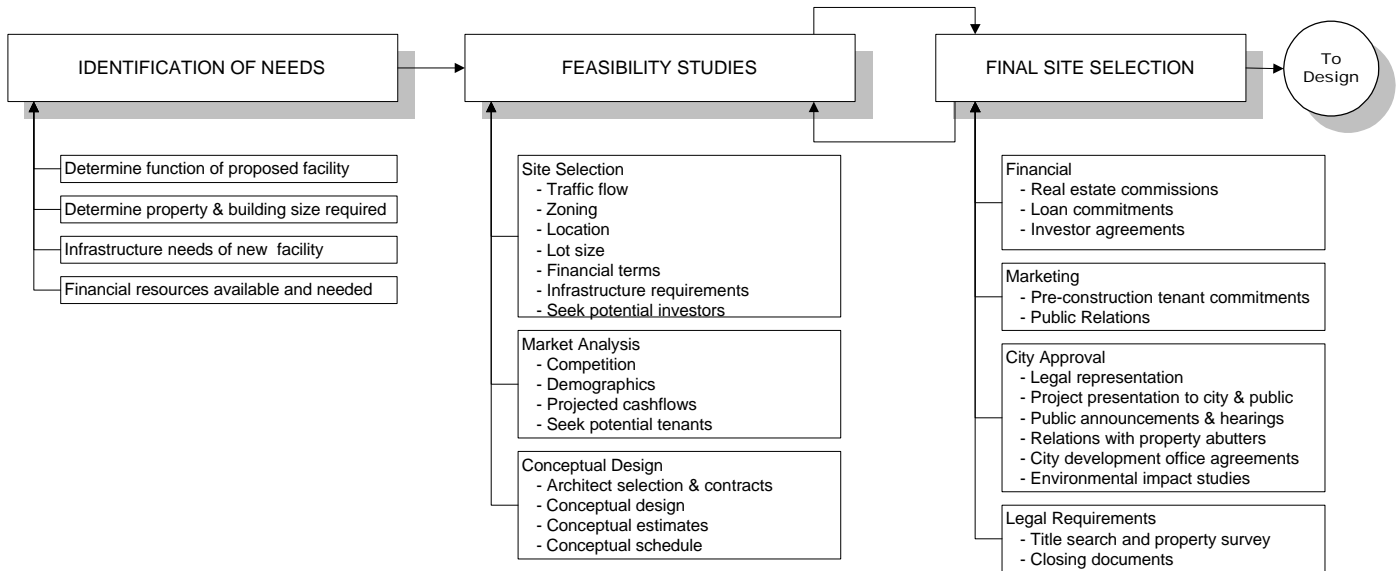 IDENTIFICATION OF NEEDS
Determine function of proposed facility
Determine property & building size required
Infrastructure needs of new facility
Financial resources available and needed
FEASIBILITY STUDIES
Site Selection
- Traffic flow
- Zoning
- Location
- Lot size
- Financial terms
- Infrastructure requirements
- Seek potential investors
Market Analysis
- Competition
- Demographics
- Projected cashflows
- Seek potential tenants
Conceptual Design
- Architect selection & contracts
- Conceptual design
- Conceptual estimates
- Conceptual schedule
FINAL SITE SELECTION
Financial
- Real estate commissions
- Loan commitments
- Investor agreements
Marketing
- Pre-construction tenant commitments
- Public Relations
City Approval
- Legal representation
- Project presentation to city & public
- Public announcements & hearings
- Relations with property abutters
- City development office agreements
- Environmental impact studies
Legal Requirements
- Title search and property survey
- Closing documents
To
Design